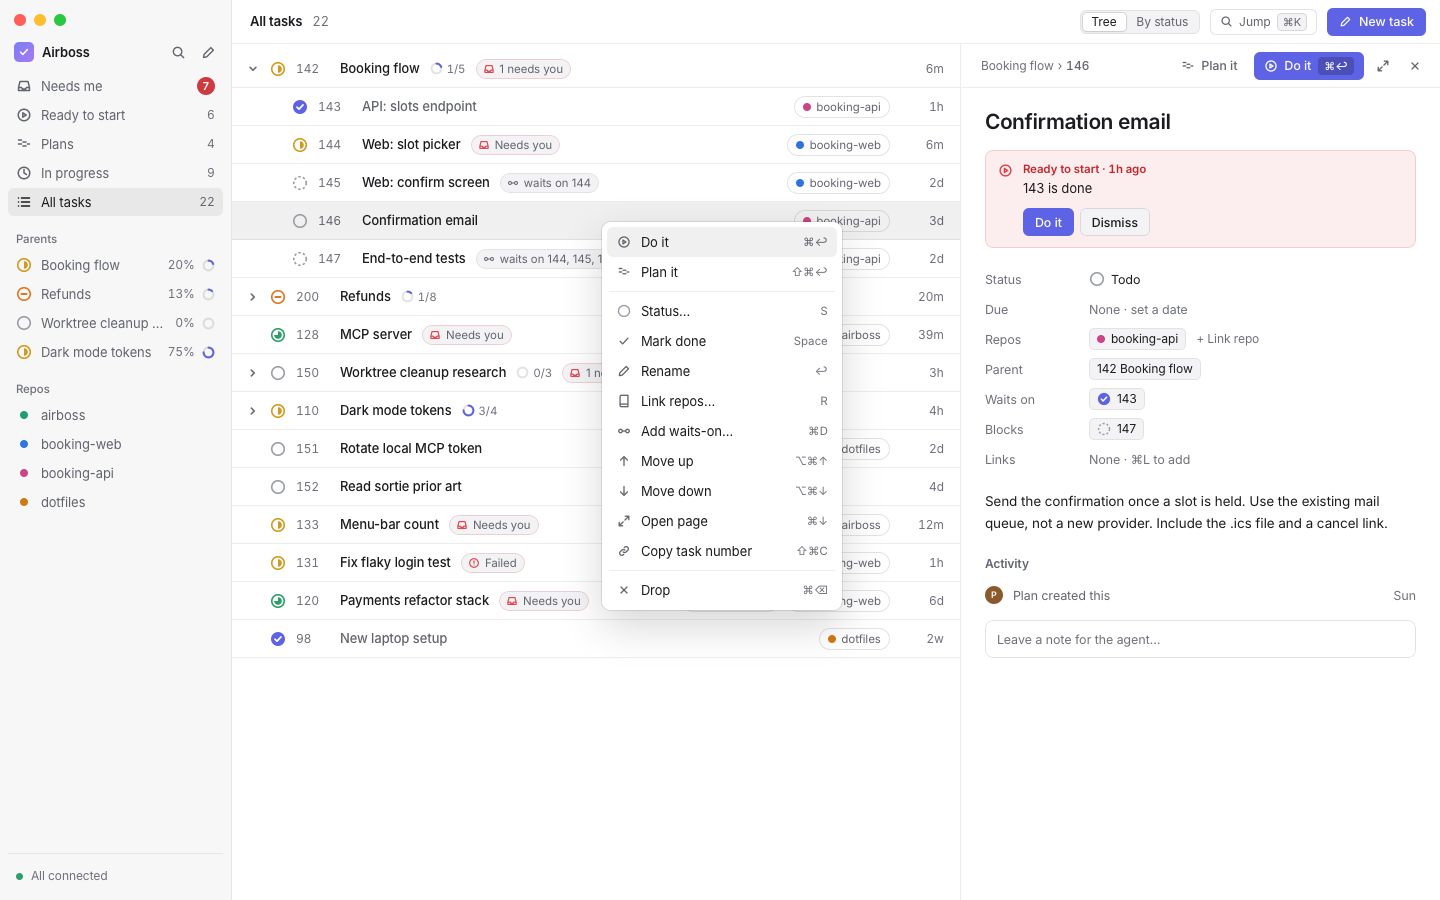 Airboss
Needs me 7
Ready to start 6
Plans 4
In progress 9
All tasks 22
Parents
Booking flow 20%
Refunds 13%
Worktree cleanup ... 0%
Dark mode tokens 75%
Repos
airboss
booking-web
booking-api
dotfiles
All connected
All tasks 22
Tree By status
Jump ⌘K
New task
142 Booking flow 1/5 1 needs you 6m
143 API: slots endpoint booking-api 1h
144 Web: slot picker Needs you booking-web 6m
145 Web: confirm screen waits on 144 booking-web 2d
146 Confirmation email booking-api 3d
147 End-to-end tests waits on 144, 145, 2d
200 Refunds 1/8 20m
128 MCP server Needs you airboss 39m
150 Worktree cleanup research 0/3 3h
110 Dark mode tokens 3/4 4h
151 Rotate local MCP token dotfiles 2d
152 Read sortie prior art 4d
133 Menu-bar count Needs you airboss 12m
131 Fix flaky login test Failed ng-web 1h
120 Payments refactor stack Needs you ng-web 6d
98 New laptop setup dotfiles 2w
Do it ⌘↩
Plan it ⇧⌘↩
Status... S
Mark done Space
Rename ↩
Link repos... R
Add waits-on... ⌘D
Move up ⌥⌘↑
Move down ⌥⌘↓
Open page ⌘↓
Copy task number ⇧⌘C
Drop ⌘⌫
Booking flow › 146
Plan it
Do it ⌘↩
Confirmation email
Ready to start · 1h ago
143 is done
Do it Dismiss
Status Todo
Due None · set a date
Repos booking-api + Link repo
Parent 142 Booking flow
Waits on 143
Blocks 147
Links None · ⌘L to add
Send the confirmation once a slot is held. Use the existing mail
queue, not a new provider. Include the .ics file and a cancel link.
Activity
P Plan created this Sun
Leave a note for the agent...